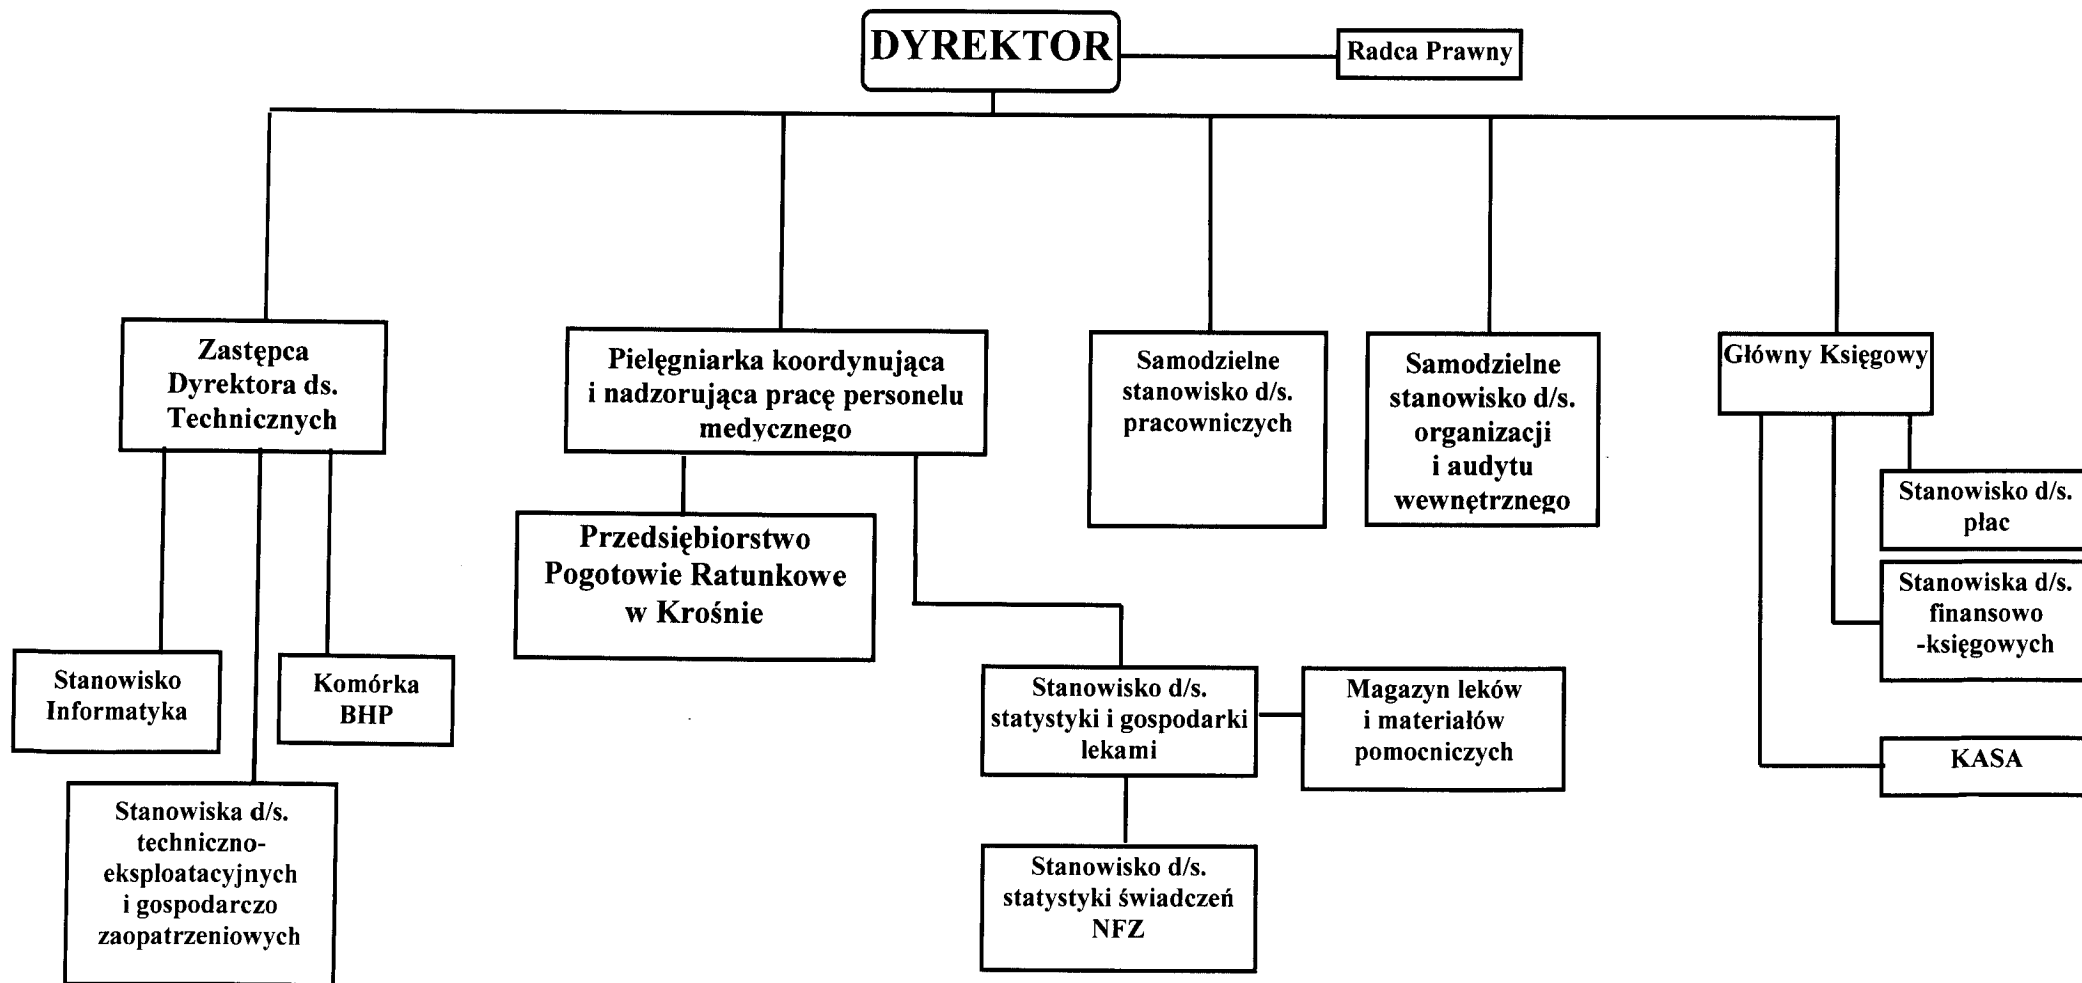 DYREKTOR
Radca Prawny
Zastępca
Dyrektora ds.
Technicznych
Pielęgniarka koordynująca
i nadzorująca pracę personelu
medycznego
Samodzielne
stanowisko d/s.
pracowniczych
Samodzielne
stanowisko d/s.
organizacji
i audytu
wewnętrznego
Główny Księgowy
Stanowisko d/s.
płac
Stanowiska d/s.
finansowo
-księgowych
KASA
Przedsiębiorstwo
Pogotowie Ratunkowe
w Krośnie
Stanowisko
Informatyka
Komórka
BHP
Stanowiska d/s.
techniczno-
eksploatacyjnych
i gospodarczo
zaopatrzeniowych
Stanowisko d/s.
statystyki i gospodarki
lekami
Magazyn leków
i materiałów
pomocniczych
Stanowisko d/s.
statystyki świadczeń
NFZ